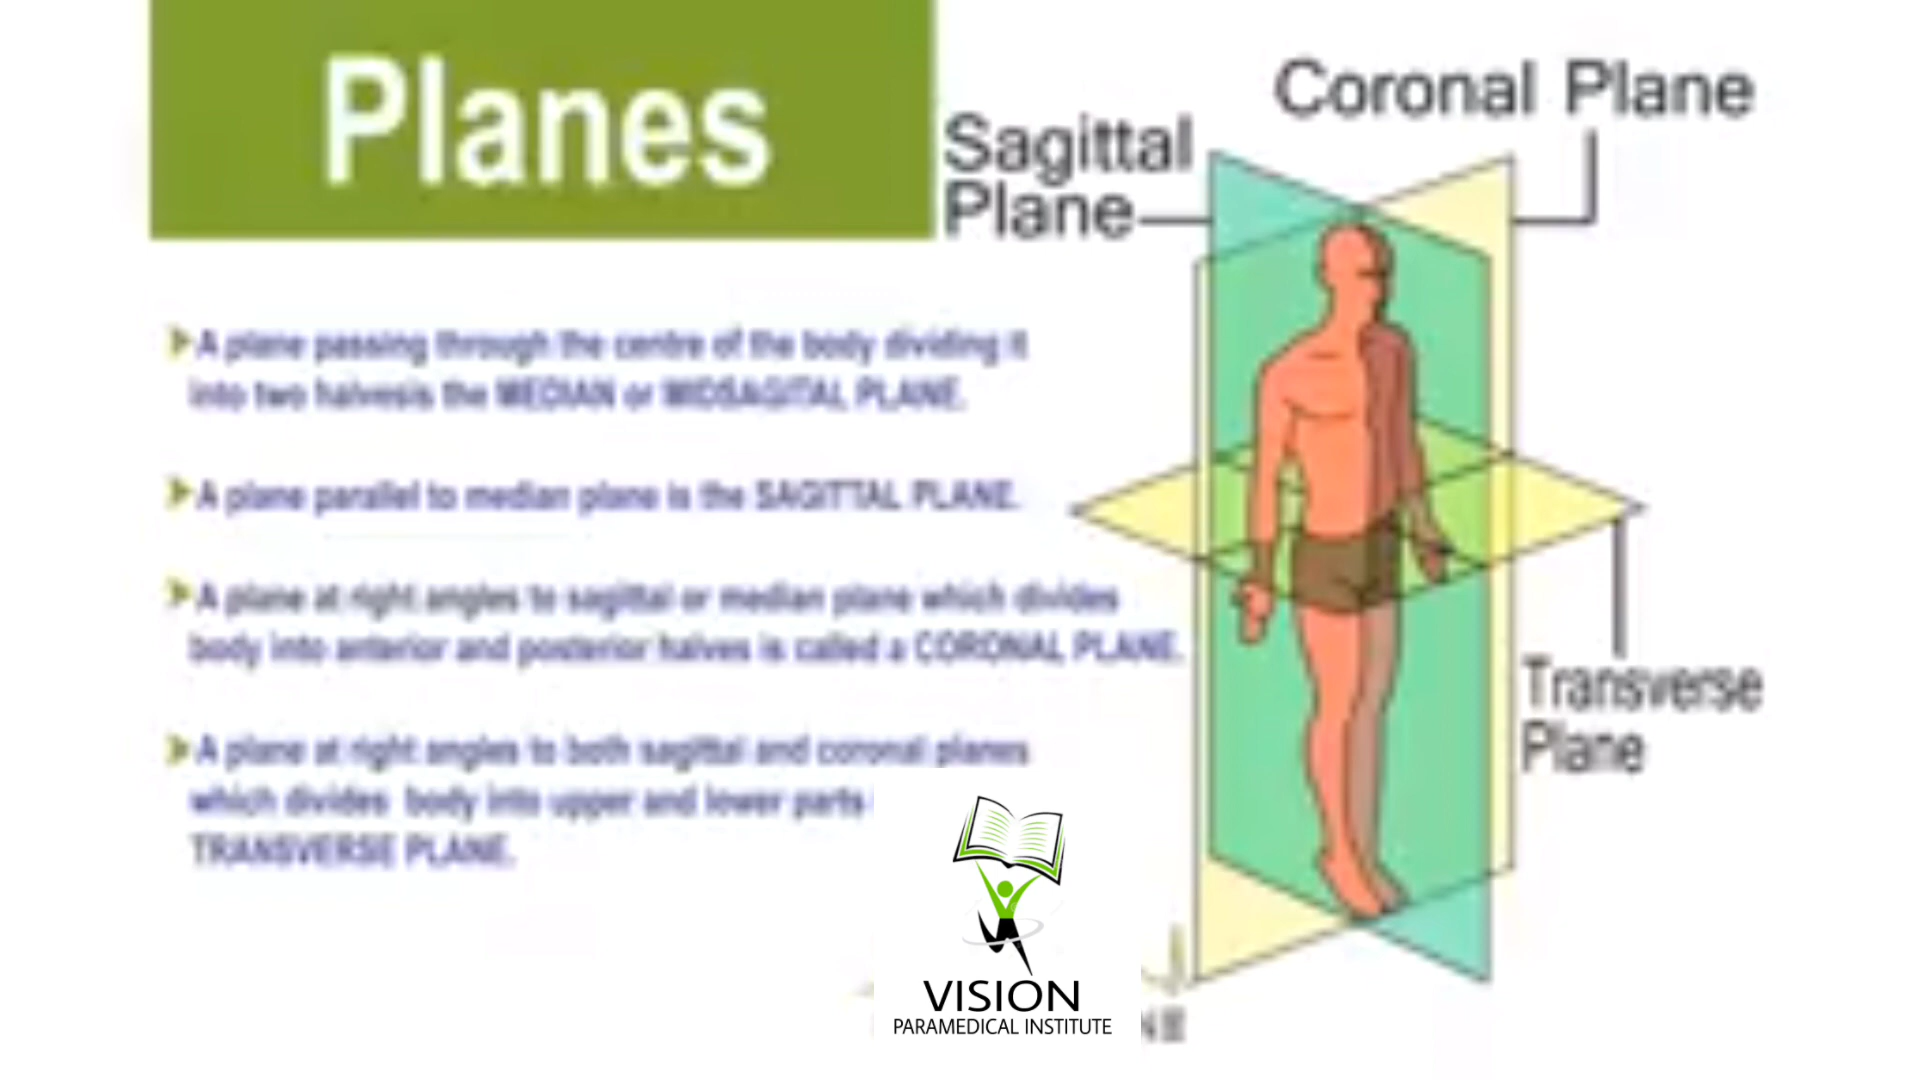 Planes
Sagittal
Plane
Coronal Plane
A plane passing through the centre of the body dividing it
into two halvesis the MEDIAN or MIDSAGITAL PLANE.
A plane parallel to median plane is the SAGITTAL PLANE.
A plane at right angles to sagittal or median plane which divides
body into anterior and posterior halves is called a CORONAL PLANE.
A plane at right angles to both sagittal and coronal planes
which divides body into upper and lower parts
TRANSVERSE PLANE.
Transverse
Plane
VISION
PARAMEDICAL INSTITUTE